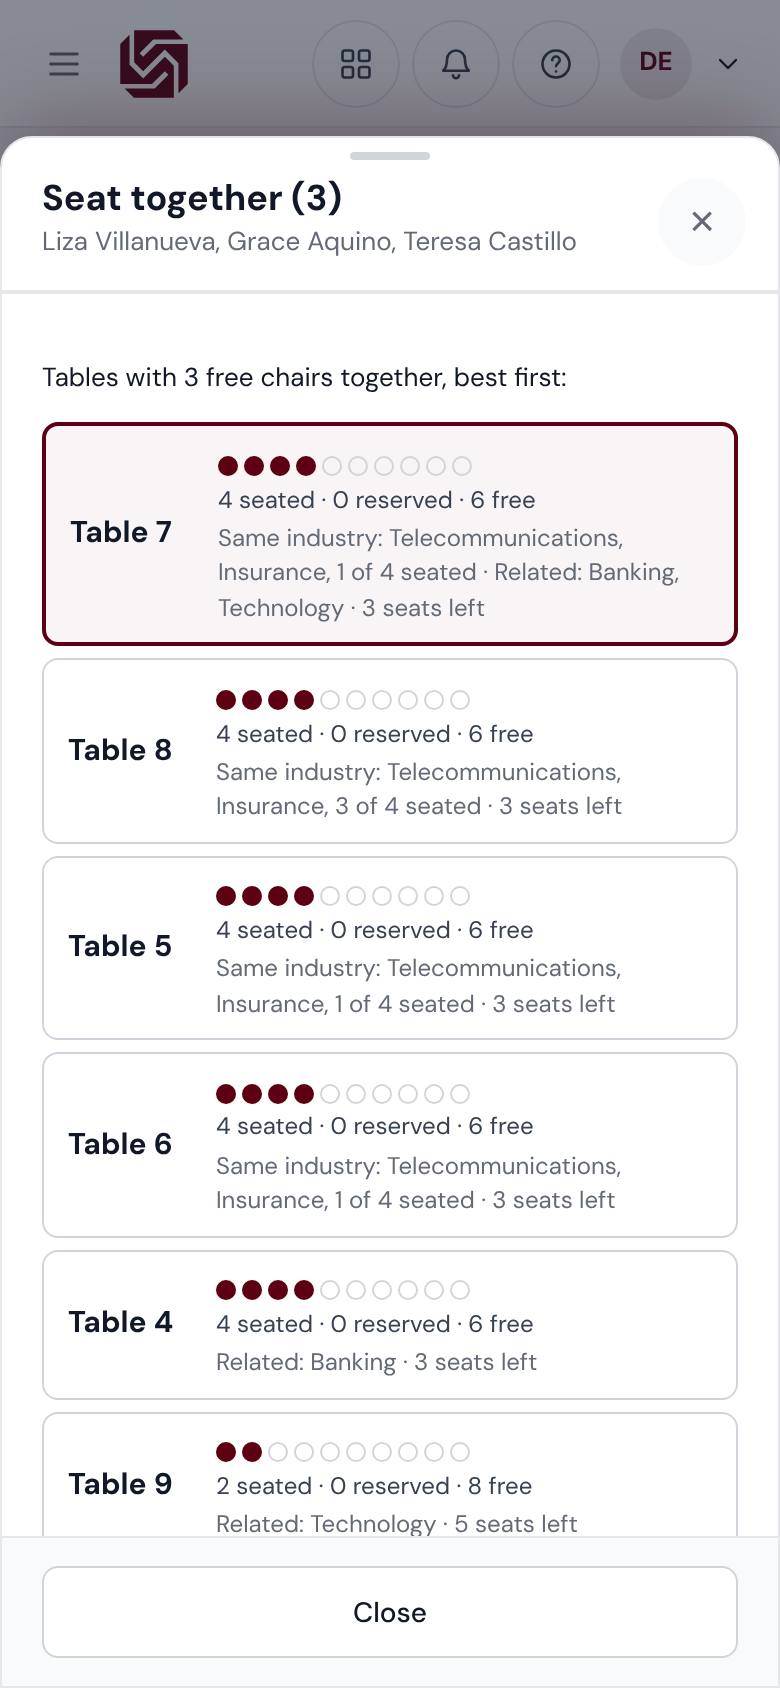 DE
Seat together (3)
Liza Villanueva, Grace Aquino, Teresa Castillo
Tables with 3 free chairs together, best first:
Table 7
4 seated · 0 reserved · 6 free
Same industry: Telecommunications,
Insurance, 1 of 4 seated · Related: Banking,
Technology · 3 seats left
Table 8
4 seated · 0 reserved · 6 free
Same industry: Telecommunications,
Insurance, 3 of 4 seated · 3 seats left
Table 5
4 seated · 0 reserved · 6 free
Same industry: Telecommunications,
Insurance, 1 of 4 seated · 3 seats left
Table 6
4 seated · 0 reserved · 6 free
Same industry: Telecommunications,
Insurance, 1 of 4 seated · 3 seats left
Table 4
4 seated · 0 reserved · 6 free
Related: Banking · 3 seats left
Table 9
2 seated · 0 reserved · 8 free
Related: Technology · 5 seats left
Close